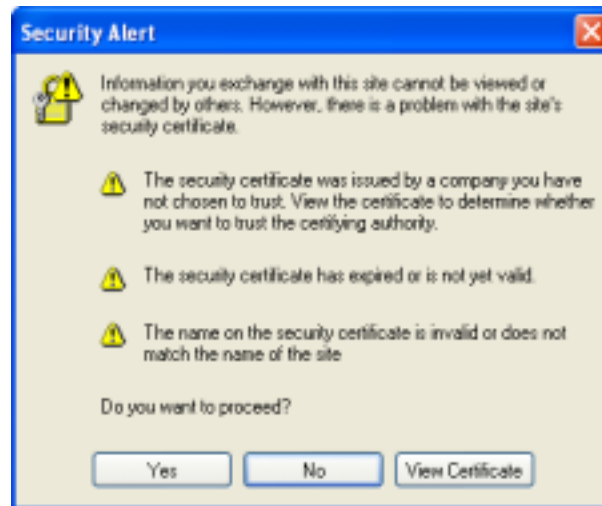 Security Alert
Information you exchange with this site cannot be viewed or
changed by others. However, there is a problem with the site's
security certificate.
The security certificate was issued by a company you have
not chosen to trust. View the certificate to determine whether
you want to trust the certifying authority.
The security certificate has expired or is not yet valid.
The name on the security certificate is invalid or does not
match the name of the site
Do you want to proceed?
Yes No View Certificate